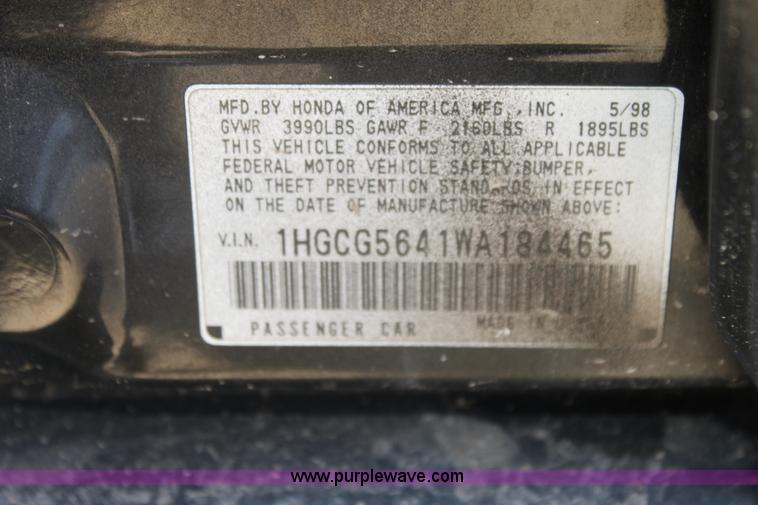 MFD.BY HONDA OF AMERICA MFG.,INC. 5/98
GVWR 3990LBS GAWR F 2160LBS R 1895LBS
THIS VEHICLE CONFORMS TO ALL APPLICABLE
FEDERAL MOTOR VEHICLE SAFETY,BUMPER,
AND THEFT PREVENTION STANDARDS IN EFFECT
ON THE DATE OF MANUFACTURE SHOWN ABOVE:
V.I.N. 1HGCG5641WA184465
PASSENGER CAR MADE IN
www.purplewave.com